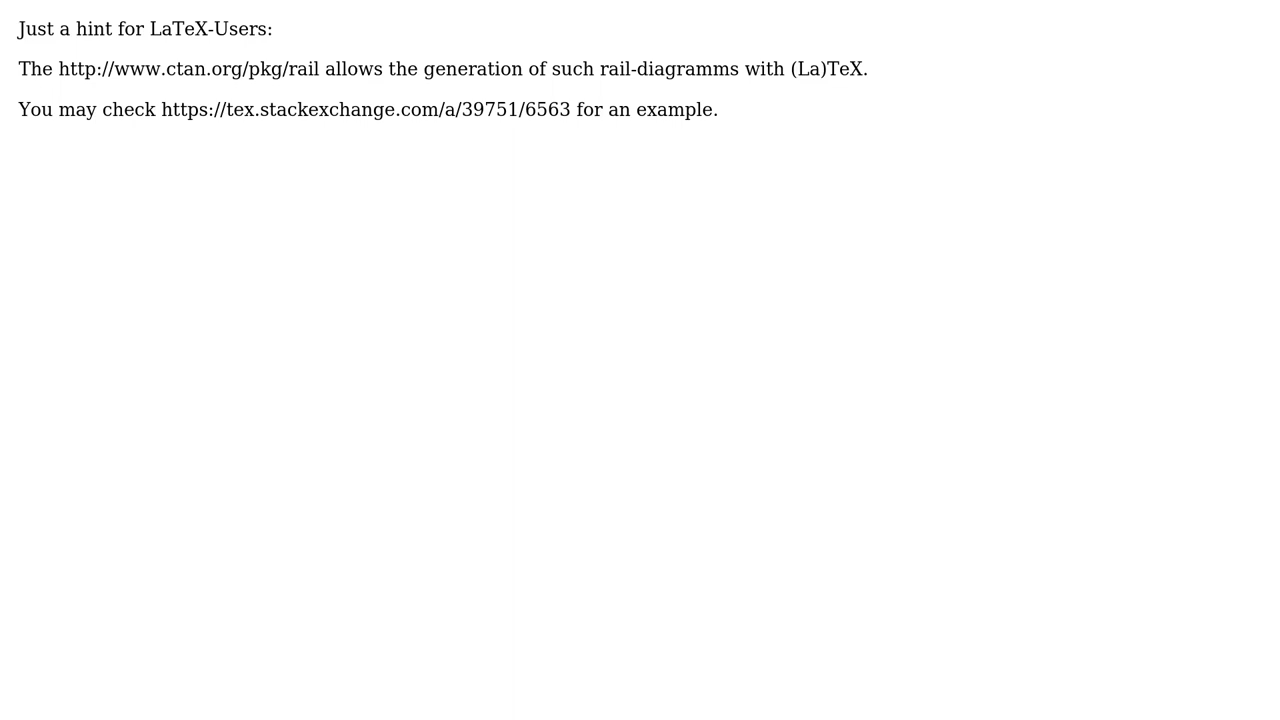 Just a hint for LaTeX-Users:
The http://www.ctan.org/pkg/rail allows the generation of such rail-diagramms with (La)TeX.
You may check https://tex.stackexchange.com/a/39751/6563 for an example.